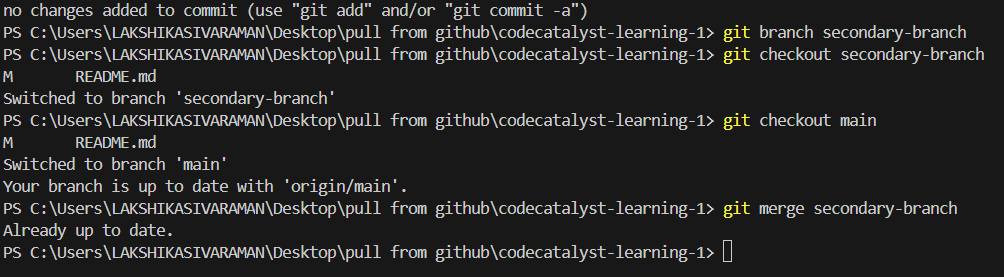 no changes added to commit (use "git add" and/or "git commit -a")
PS C:\Users\LAKSHIKASIVARAMAN\Desktop\pull from github\codecatalyst-learning-1> git branch secondary-branch
PS C:\Users\LAKSHIKASIVARAMAN\Desktop\pull from github\codecatalyst-learning-1> git checkout secondary-branch
M       README.md
Switched to branch 'secondary-branch'
PS C:\Users\LAKSHIKASIVARAMAN\Desktop\pull from github\codecatalyst-learning-1> git checkout main
M       README.md
Switched to branch 'main'
Your branch is up to date with 'origin/main'.
PS C:\Users\LAKSHIKASIVARAMAN\Desktop\pull from github\codecatalyst-learning-1> git merge secondary-branch
Already up to date.
PS C:\Users\LAKSHIKASIVARAMAN\Desktop\pull from github\codecatalyst-learning-1>